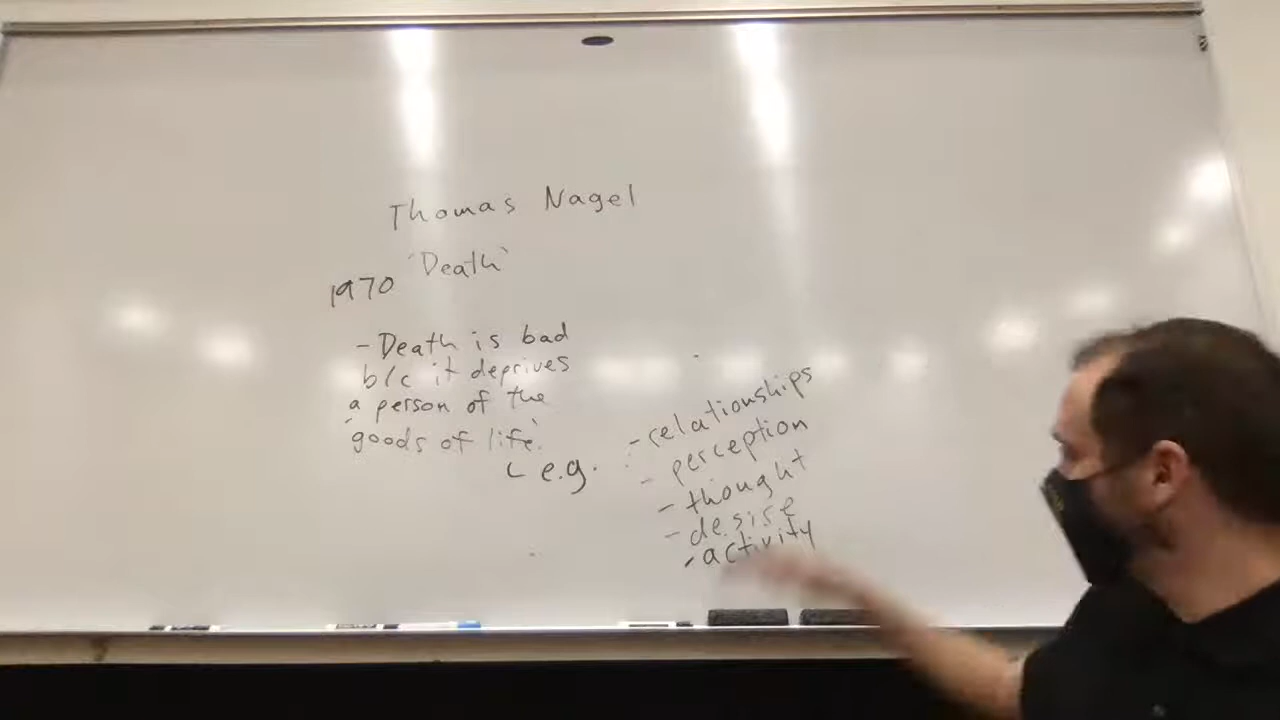 Thomas Nagel
'Death'
1970
- Death is bad
b/c it deprives
a person of the
'goods of life'.
e.g.
- relationships
- perception
- thought
- desire
- activity